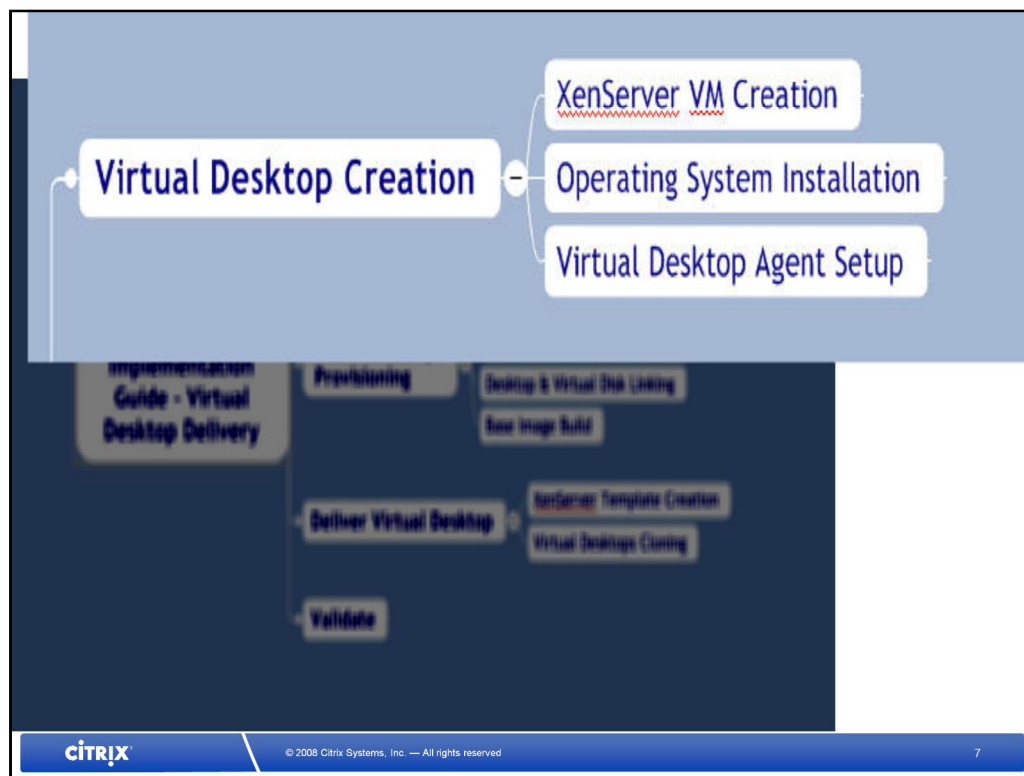 XenServer VM Creation
Virtual Desktop Creation
Operating System Installation
Virtual Desktop Agent Setup
Implementation
Guide - Virtual
Desktop Delivery
Provisioning
Desktop & Virtual Disk Linking
Base Image Build
Deliver Virtual Desktop
XenServer Template Creation
Virtual Desktops Cloning
Validate
CITRIX
© 2008 Citrix Systems, Inc. — All rights reserved
7